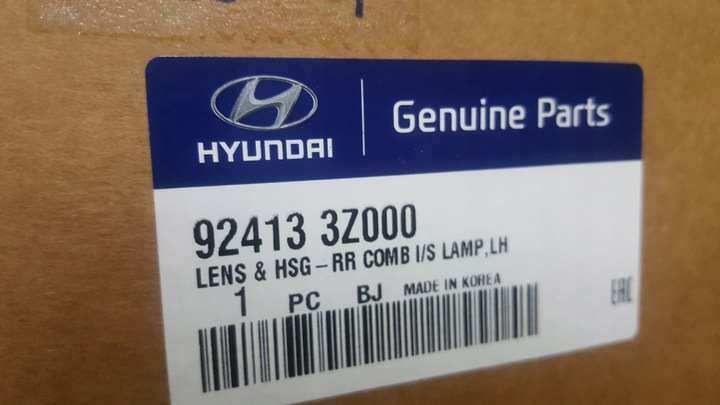 HYUNDAI
Genuine Parts
92413 3Z000
LENS & HSG-RR COMB I/S LAMP,LH
1 PC BJ MADE IN KOREA
EAC